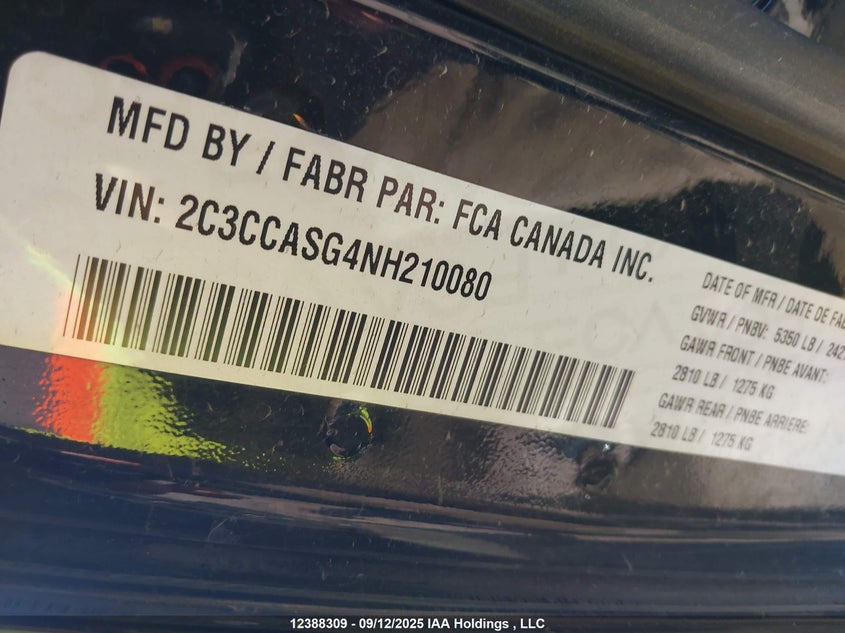 MFD BY / FABR PAR: FCA CANADA INC.
VIN: 2C3CCASG4NH210080
DATE OF MFR / DATE DE FAB
GVWR / PNBV: 5350 LB / 242
GAWR FRONT / PNBE AVANT:
2810 LB / 1275 KG
GAWR REAR / PNBE ARRIERE:
2810 LB / 1275 KG
12388309 - 09/12/2025 IAA Holdings , LLC